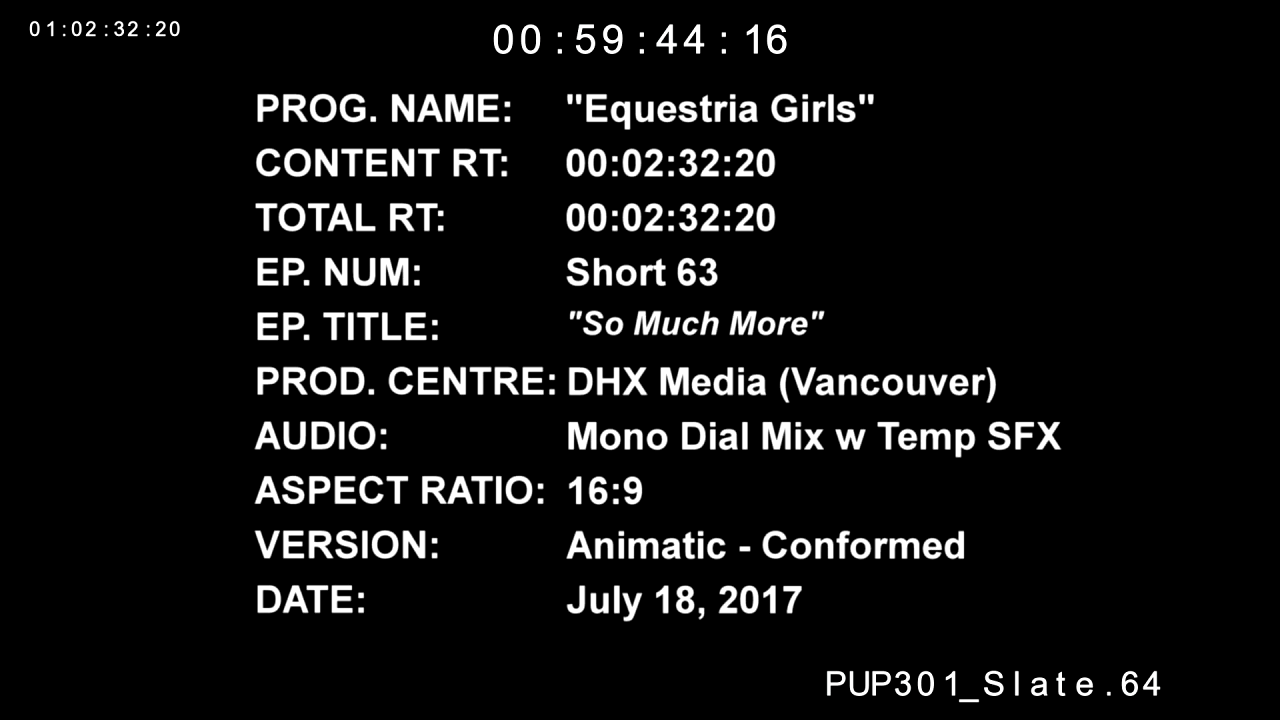 01:02:32:20
00:59:44:16
PROG. NAME: "Equestria Girls"
CONTENT RT: 00:02:32:20
TOTAL RT: 00:02:32:20
EP. NUM: Short 63
EP. TITLE: "So Much More"
PROD. CENTRE: DHX Media (Vancouver)
AUDIO: Mono Dial Mix w Temp SFX
ASPECT RATIO: 16:9
VERSION: Animatic - Conformed
DATE: July 18, 2017
PUP301_Slate.64